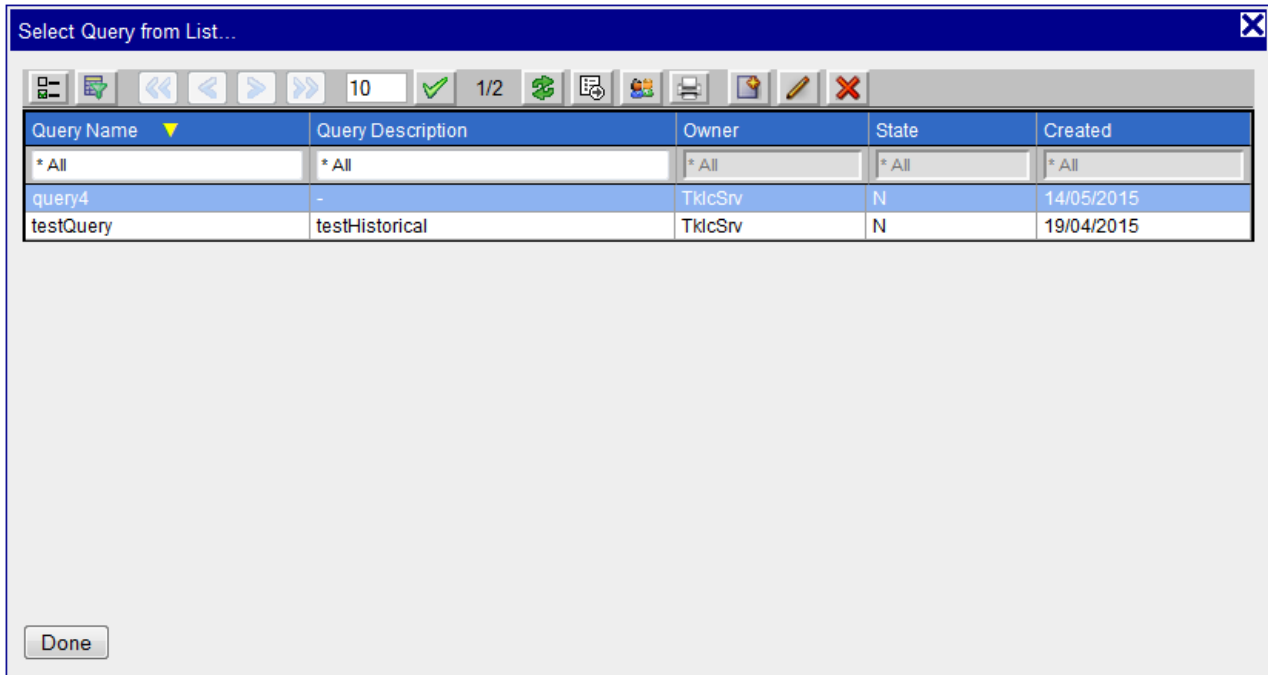 Select Query from List...
10 1/2
Query Name Query Description Owner State Created
* All * All * All * All * All
query4 - TklcSrv N 14/05/2015
testQuery testHistorical TklcSrv N 19/04/2015
Done